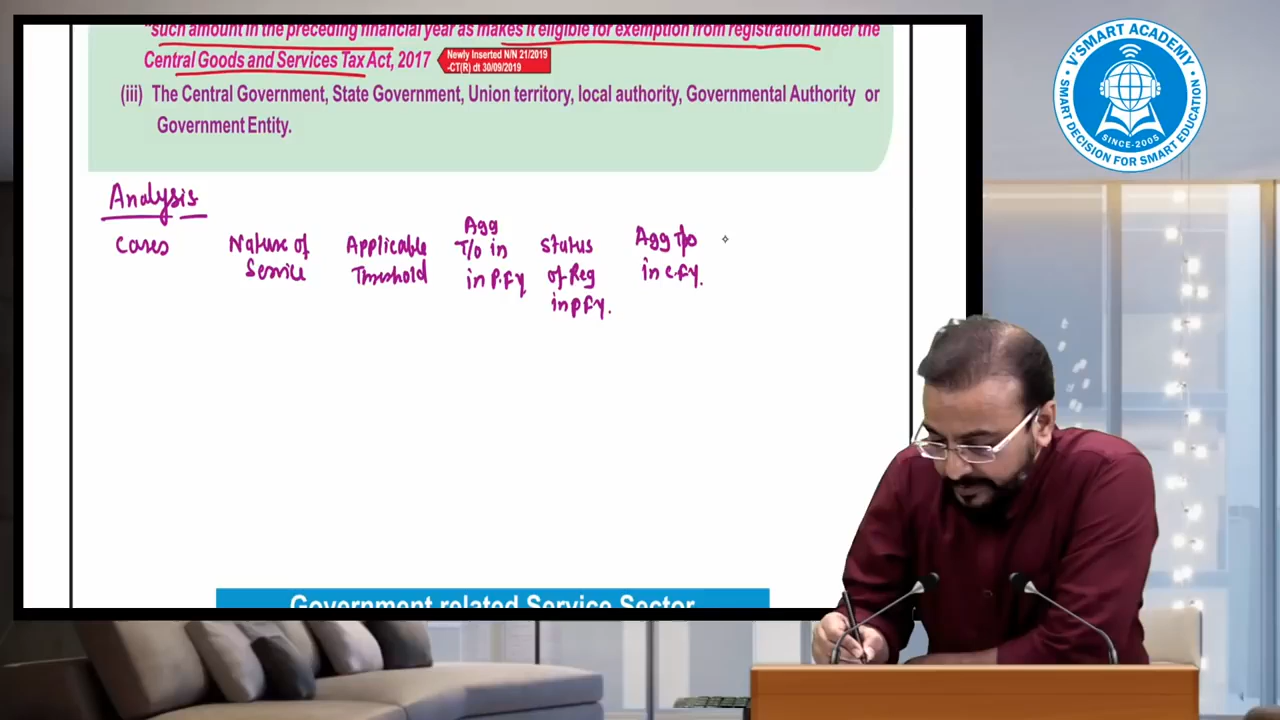 "such amount in the preceding financial year as makes it eligible for exemption from registration under the
Central Goods and Services Tax Act, 2017
Newly Inserted N/N 21/2019
-CT(R) dt 30/09/2019
(iii) The Central Government, State Government, Union territory, local authority, Governmental Authority or
Government Entity.
Analysis
Cases
Nature of
Service
Applicable
Threshold
Agg
T/o in
in P.Fy
Status
of Reg
in pFy.
Agg T/o
in c.fy.
Government related Service Sector
V'SMART ACADEMY
SINCE-2005
SMART DECISION FOR SMART EDUCATION